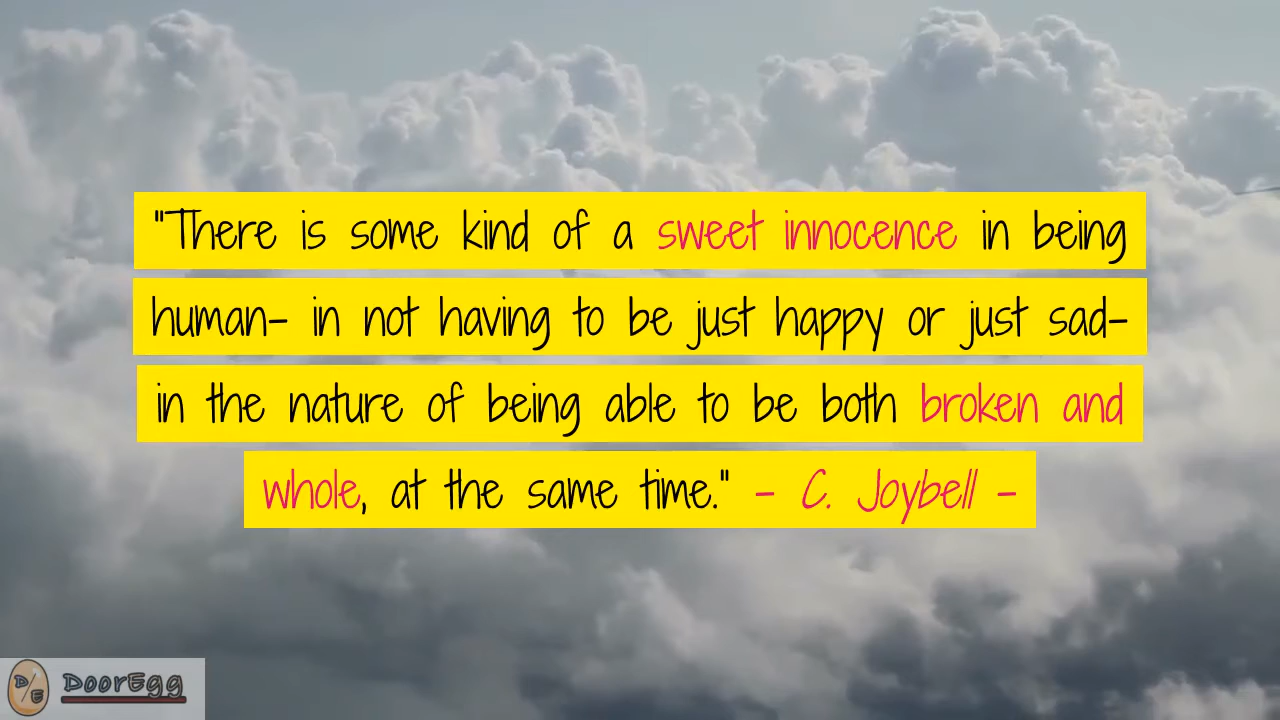 "There is some kind of a sweet innocence in being
human- in not having to be just happy or just sad-
in the nature of being able to be both broken and
whole, at the same time." - C. Joybell -
D/E DoorEgg